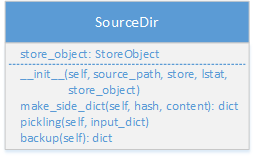 SourceDir
store_object: StoreObject
__init__(self, source_path, store, lstat,
store_object)
make_side_dict(self, hash, content): dict
pickling(self, input_dict)
backup(self): dict